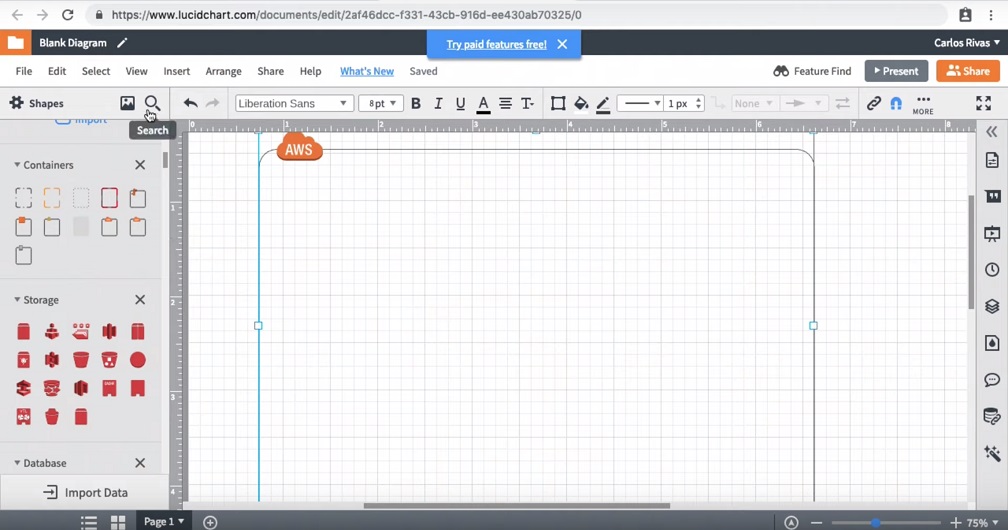 https://www.lucidchart.com/documents/edit/2af46dcc-f331-43cb-916d-ee430ab70325/0
Blank Diagram
Try paid features free!
Carlos Rivas
File Edit Select View Insert Arrange Share Help What's New Saved
Feature Find
Present
Share
Shapes
Liberation Sans
8pt
B I U A T
1 px
None
MORE
Import
Search
1 2 3 4 5 6 7 8
AWS
Containers
1
Storage
2
3
Database
4
Import Data
Page 1
75%